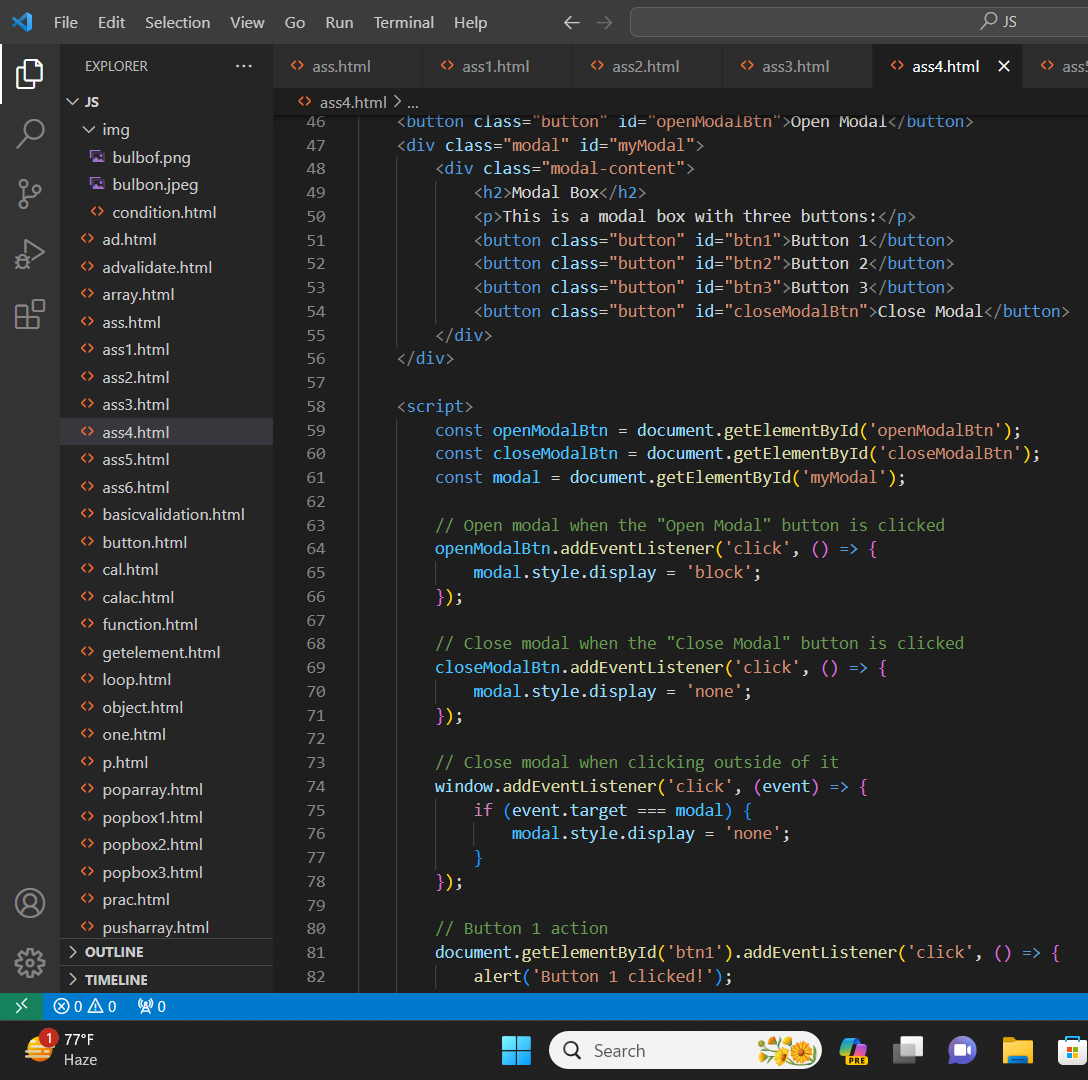 File Edit Selection View Go Run Terminal Help JS
EXPLORER ···
ass.html ass1.html ass2.html ass3.html ass4.html ass5
JS
ass4.html > ...
img
bulbof.png
bulbon.jpeg
condition.html
ad.html
advalidate.html
array.html
ass.html
ass1.html
ass2.html
ass3.html
ass4.html
ass5.html
ass6.html
basicvalidation.html
button.html
cal.html
calac.html
function.html
getelement.html
loop.html
object.html
one.html
p.html
poparray.html
popbox1.html
popbox2.html
popbox3.html
prac.html
pusharray.html
OUTLINE
TIMELINE
46 <button class="button" id="openModalBtn">Open Modal</button>
47 <div class="modal" id="myModal">
48 <div class="modal-content">
49 <h2>Modal Box</h2>
50 <p>This is a modal box with three buttons:</p>
51 <button class="button" id="btn1">Button 1</button>
52 <button class="button" id="btn2">Button 2</button>
53 <button class="button" id="btn3">Button 3</button>
54 <button class="button" id="closeModalBtn">Close Modal</button>
55 </div>
56 </div>
57
58 <script>
59 const openModalBtn = document.getElementById('openModalBtn');
60 const closeModalBtn = document.getElementById('closeModalBtn');
61 const modal = document.getElementById('myModal');
62
63 // Open modal when the "Open Modal" button is clicked
64 openModalBtn.addEventListener('click', () => {
65 modal.style.display = 'block';
66 });
67
68 // Close modal when the "Close Modal" button is clicked
69 closeModalBtn.addEventListener('click', () => {
70 modal.style.display = 'none';
71 });
72
73 // Close modal when clicking outside of it
74 window.addEventListener('click', (event) => {
75 if (event.target === modal) {
76 modal.style.display = 'none';
77 }
78 });
79
80 // Button 1 action
81 document.getElementById('btn1').addEventListener('click', () => {
82 alert('Button 1 clicked!');
0 0 0
1
77°F
Haze
Search
PRE